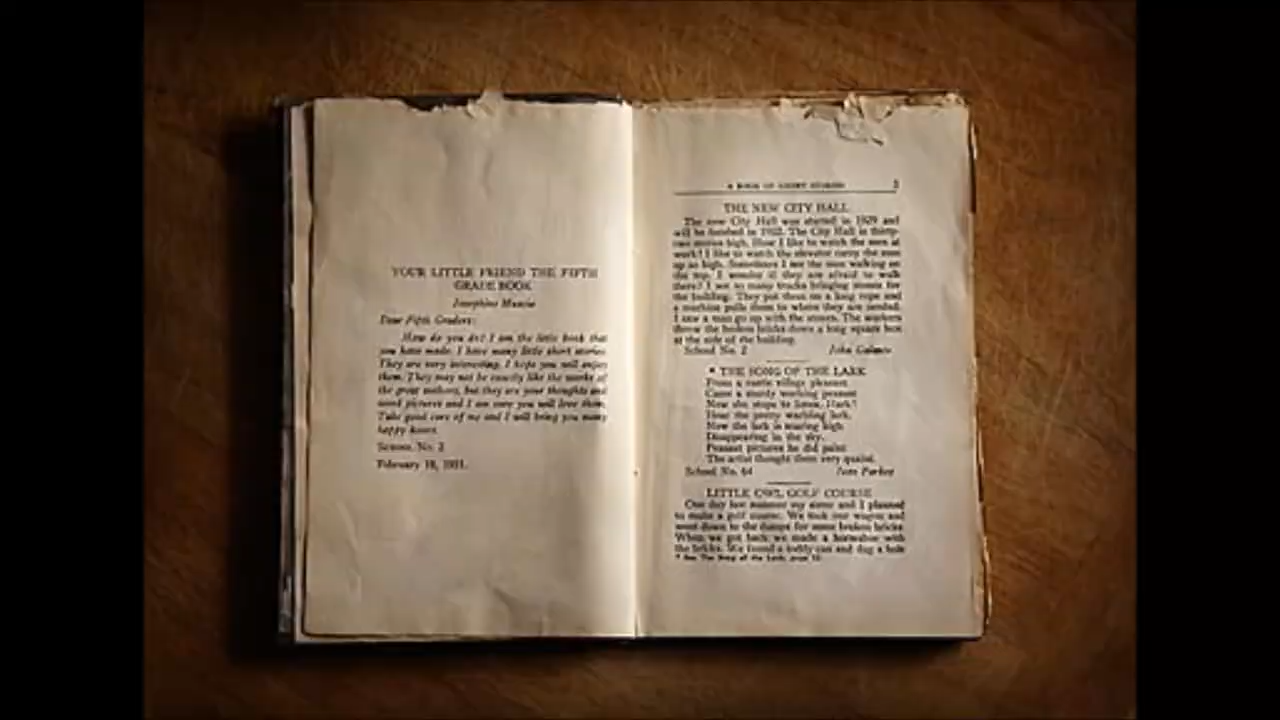 YOUR LITTLE FRIEND THE FIFTH
GRADE BOOK
Josephine
Dear Fifth Graders:
How do you do? I am the little book that
you have made. I have many little short stories.
They are very interesting. I hope you will enjoy
them. They may not be exactly like the works of
the great authors, but they are your thoughts and
word pictures and I am sure you will love them.
Take good care of me and I will bring you many
happy hours.
School No. 2
February 18, 1931.
A BOOK OF SHORT STORIES
THE NEW CITY HALL
The new City Hall was started in 1929 and
will be finished in 1932. The City Hall is thirty-
two stories high. How I like to watch the men at
work! I like to watch the elevator carry the men
up so high. Sometimes I see the men walking on
the top. I wonder if they are afraid to walk
there? I see so many trucks bringing stones for
the building. They put them on a long rope and
a machine pulls them to where they are needed.
I saw a man go up with the stones. The workers
throw the broken bricks down a long square box
at the side of the building.
School No. 2 John
* THE SONG OF THE LARK
From a rustic village pleasant
Came a sturdy working peasant
Now she stops to listen, Hark!
Hear the pretty warbling lark.
Now the lark is soaring high
Disappearing in the sky.
Peasant pictures he did paint
The artist thought them very quaint.
School No. 64 Parker
LITTLE OWL GOLF COURSE
One day last summer my sister and I planned
to make a golf course. We took our wagon and
went down to the dumps for some broken bricks
When we got back we made a horseshoe with
the bricks. We found a can and dug a hole
* See The Song of the Lark, page